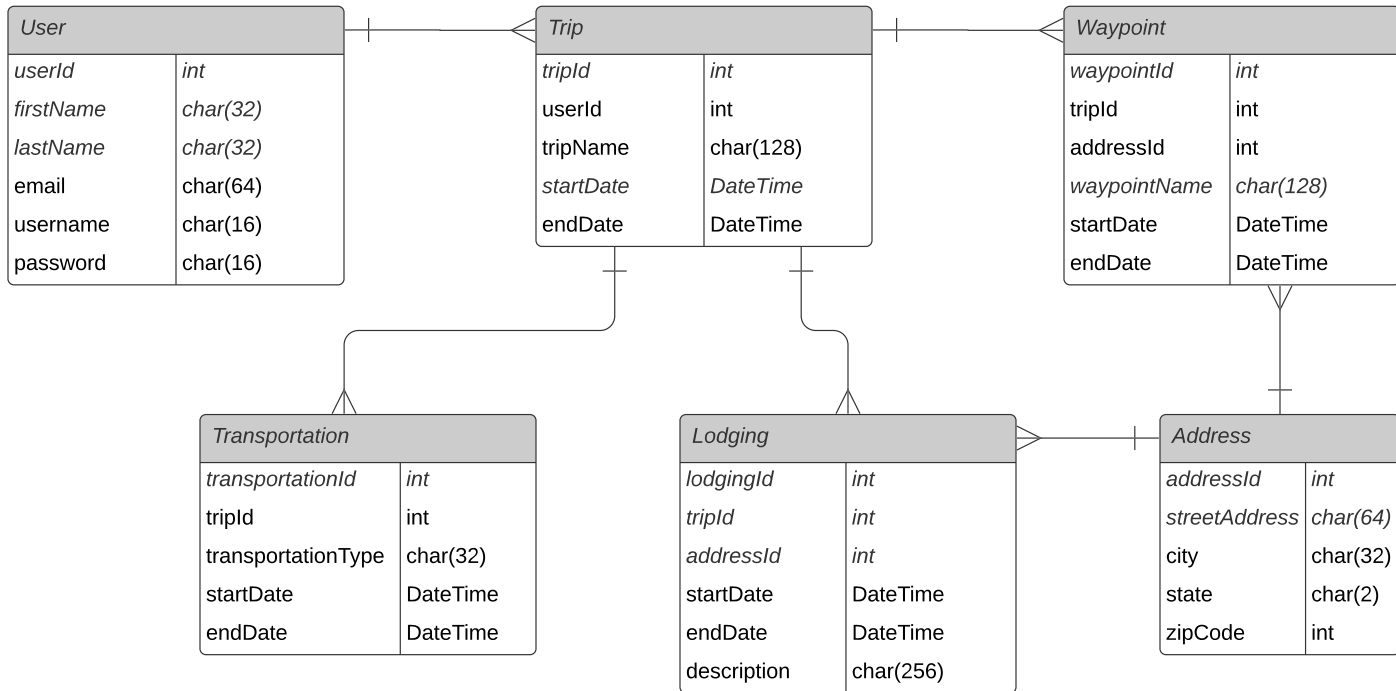 User
userId int
firstName char(32)
lastName char(32)
email char(64)
username char(16)
password char(16)
Trip
tripId int
userId int
tripName char(128)
startDate DateTime
endDate DateTime
Waypoint
waypointId int
tripId int
addressId int
waypointName char(128)
startDate DateTime
endDate DateTime
Transportation
transportationId int
tripId int
transportationType char(32)
startDate DateTime
endDate DateTime
Lodging
lodgingId int
tripId int
addressId int
startDate DateTime
endDate DateTime
description char(256)
Address
addressId int
streetAddress char(64)
city char(32)
state char(2)
zipCode int